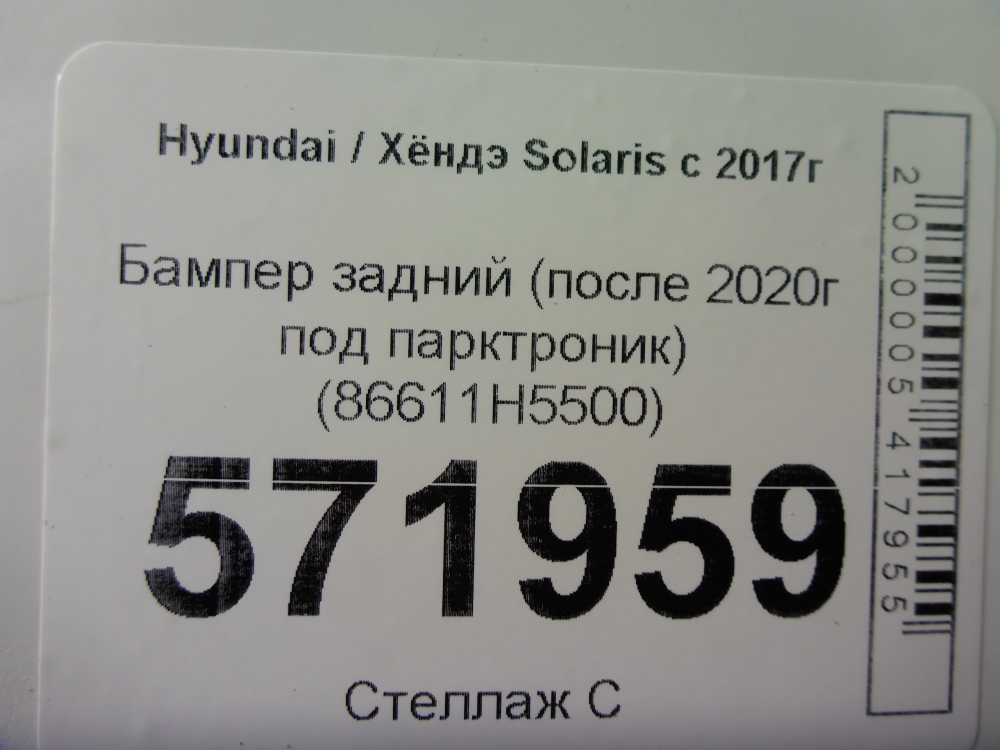 Hyundai / Хёндэ Solaris с 2017г
Бампер задний (после 2020г
под парктроник)
(86611H5500)
571959
Стеллаж С
2000005417955